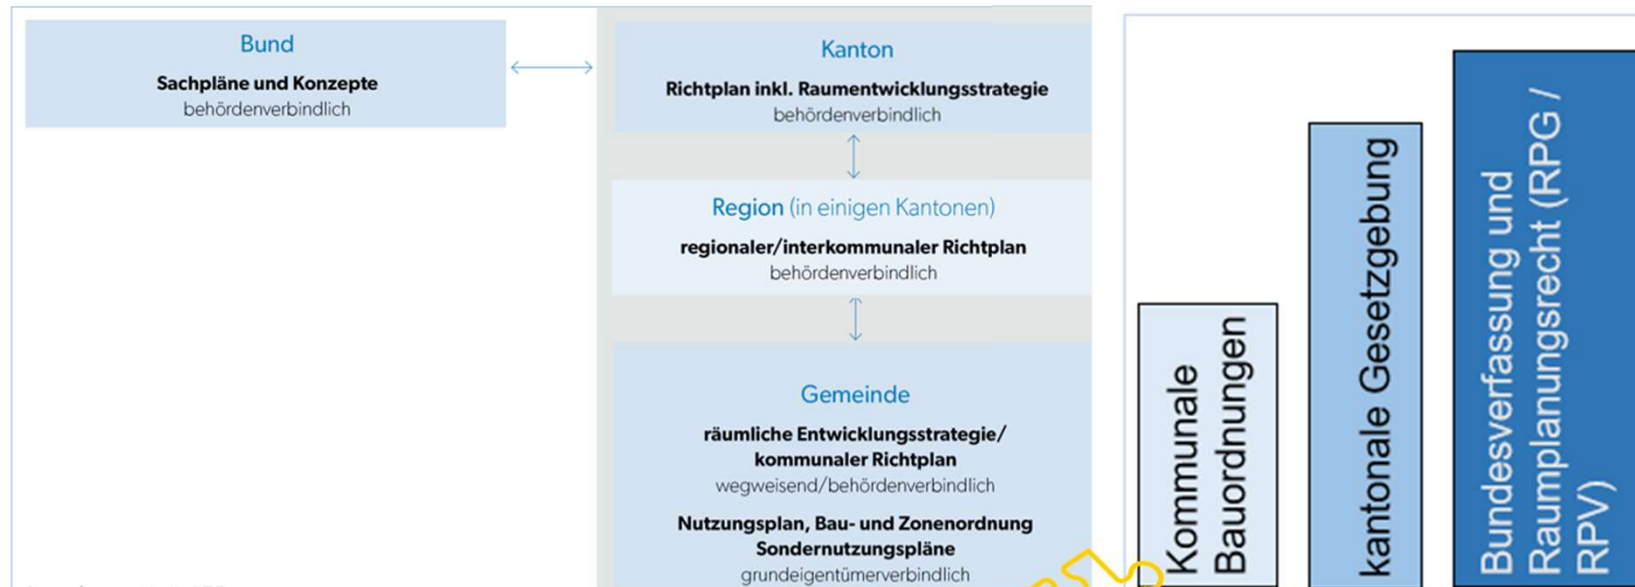 Bund
Sachpläne und Konzepte
behördenverbindlich
Kanton
Richtplan inkl. Raumentwicklungsstrategie
behördenverbindlich
Region (in einigen Kantonen)
regionaler/interkommunaler Richtplan
behördenverbindlich
Gemeinde
räumliche Entwicklungsstrategie/
kommunaler Richtplan
wegweisend/behördenverbindlich
Nutzungsplan, Bau- und Zonenordnung
Sondernutzungspläne
grundeigentümerverbindlich
Kommunale
Bauordnungen
kantonale Gesetzgebung
Bundesverfassung und
Raumplanungsrecht (RPG /
RPV)